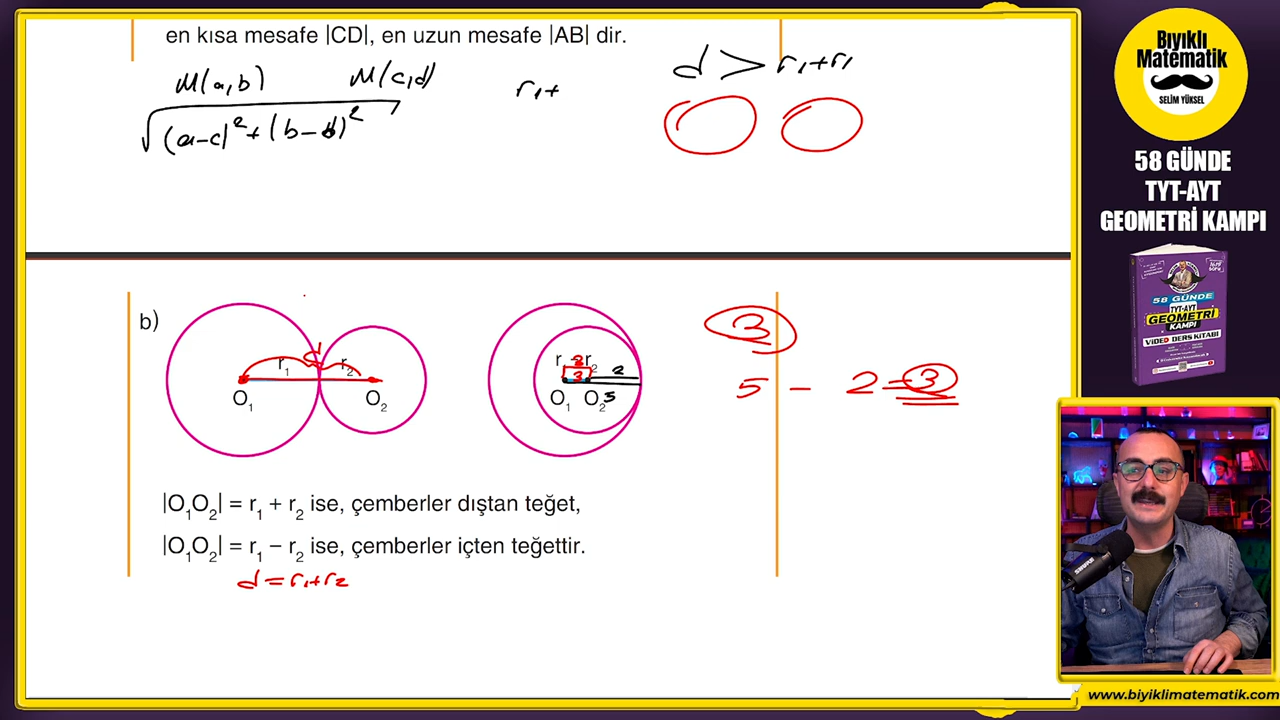 en kısa mesafe |CD|, en uzun mesafe |AB| dir.
M(a,b) M(c,d) r₁+ d > r₁+r₁
√(a-c)²+(b-d)²
b)
d
r₁ r₂
O₁ O₂
r 2 r₂
3 2
O₁ O₂ 5
3
5 - 2=3
|O₁O₂| = r₁ + r₂ ise, çemberler dıştan teğet,
|O₁O₂| = r₁ − r₂ ise, çemberler içten teğettir.
d=r₁+r₂
Bıyıklı
Matematik
SELİM YÜKSEL
58 GÜNDE
TYT-AYT
GEOMETRİ KAMPI
58 GÜNDE
TYT-AYT
GEOMETRİ
KAMPI
VİDEO DERS KİTABI
www.biyiklimatematik.com